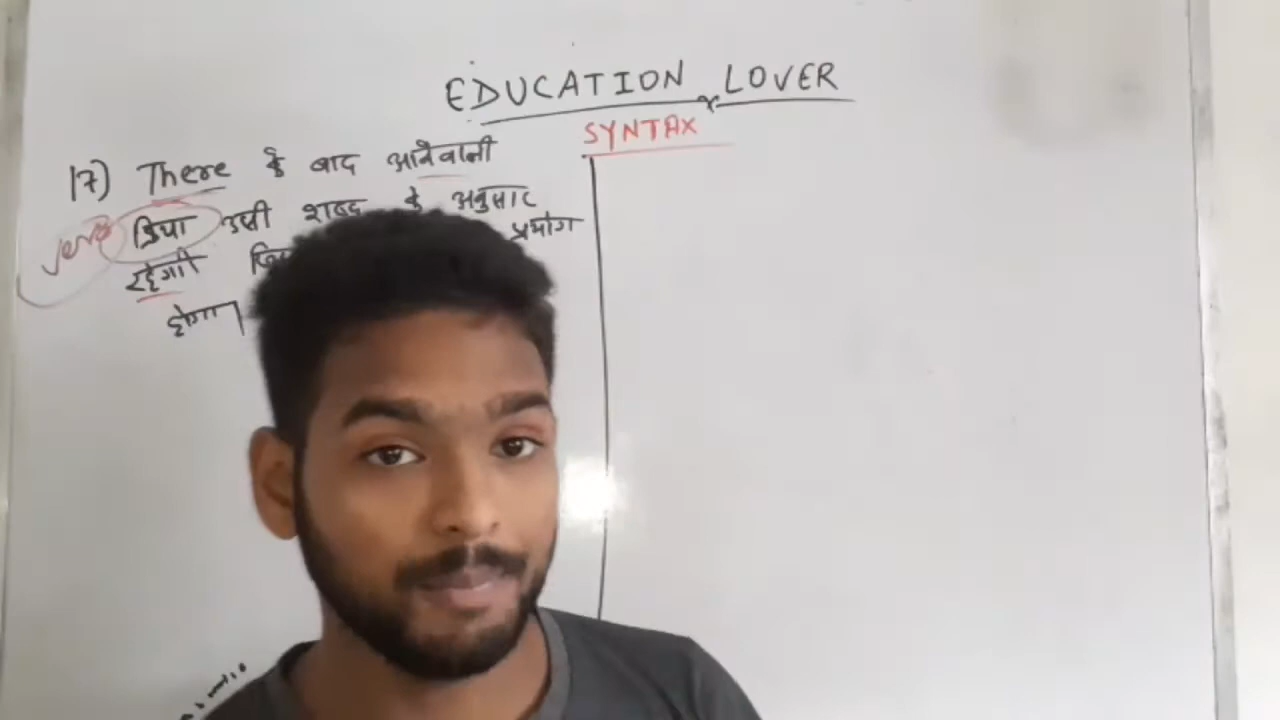 EDUCATION LOVER
SYNTAX
17) There के बाद आनेवाली
क्रिया उसी शब्द के अनुसार
रहेगी प्रयोग
होगा।
verb